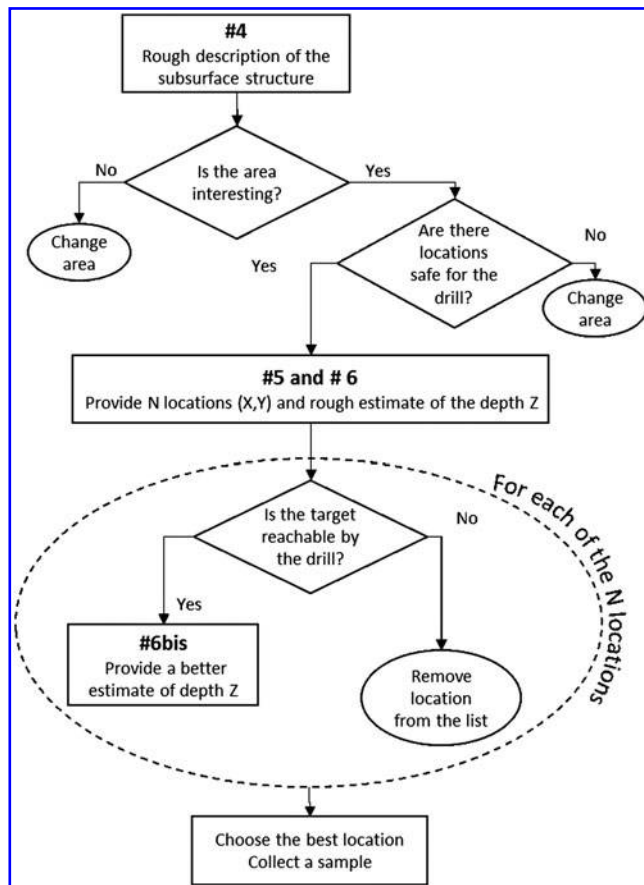 #4
Rough description of the
subsurface structure
No
Is the area
interesting?
Yes
Change
area
Yes
Are there
locations
safe for the
drill?
No
Change
area
#5 and # 6
Provide N locations (X,Y) and rough estimate of the depth Z
For each of the N locations
Is the target
reachable by
the drill?
No
Yes
#6bis
Provide a better
estimate of depth Z
Remove
location
from the list
Choose the best location
Collect a sample